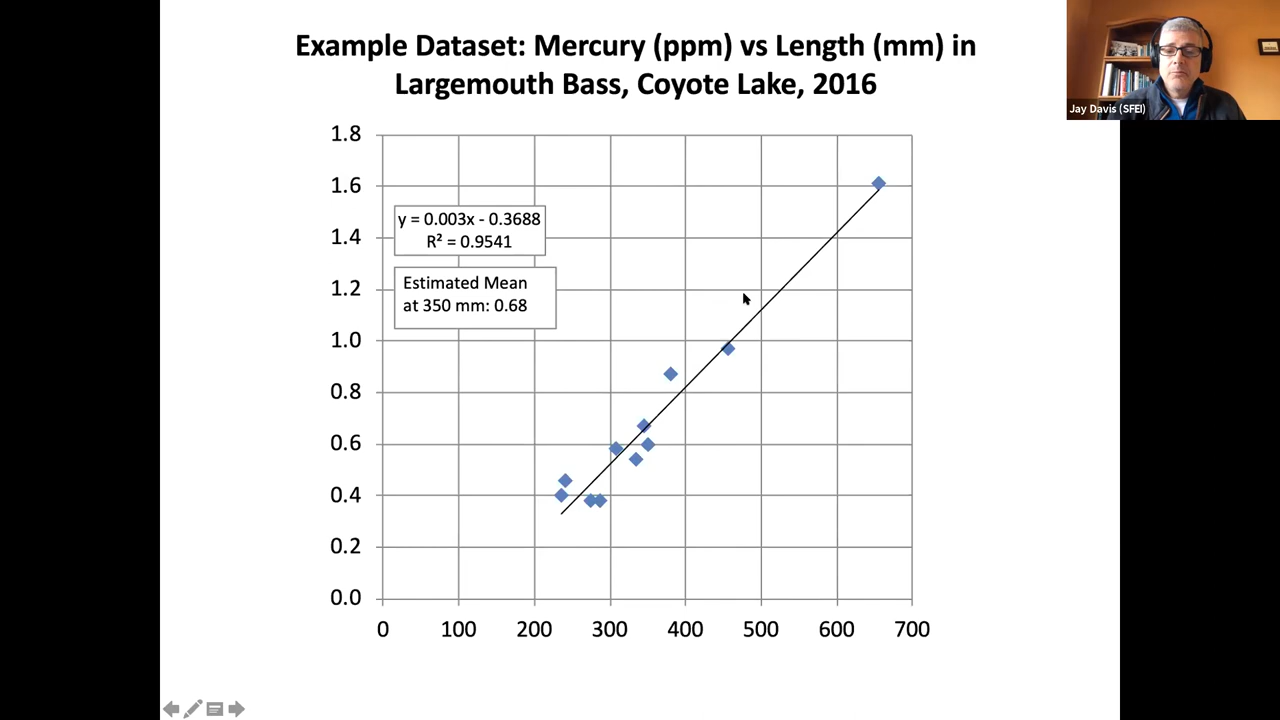 Example Dataset: Mercury (ppm) vs Length (mm) in
Largemouth Bass, Coyote Lake, 2016
Jay Davis (SFEI)
1.8
1.6
1.4
1.2
1.0
0.8
0.6
0.4
0.2
0.0
y = 0.003x - 0.3688
R² = 0.9541
Estimated Mean
at 350 mm: 0.68
0 100 200 300 400 500 600 700